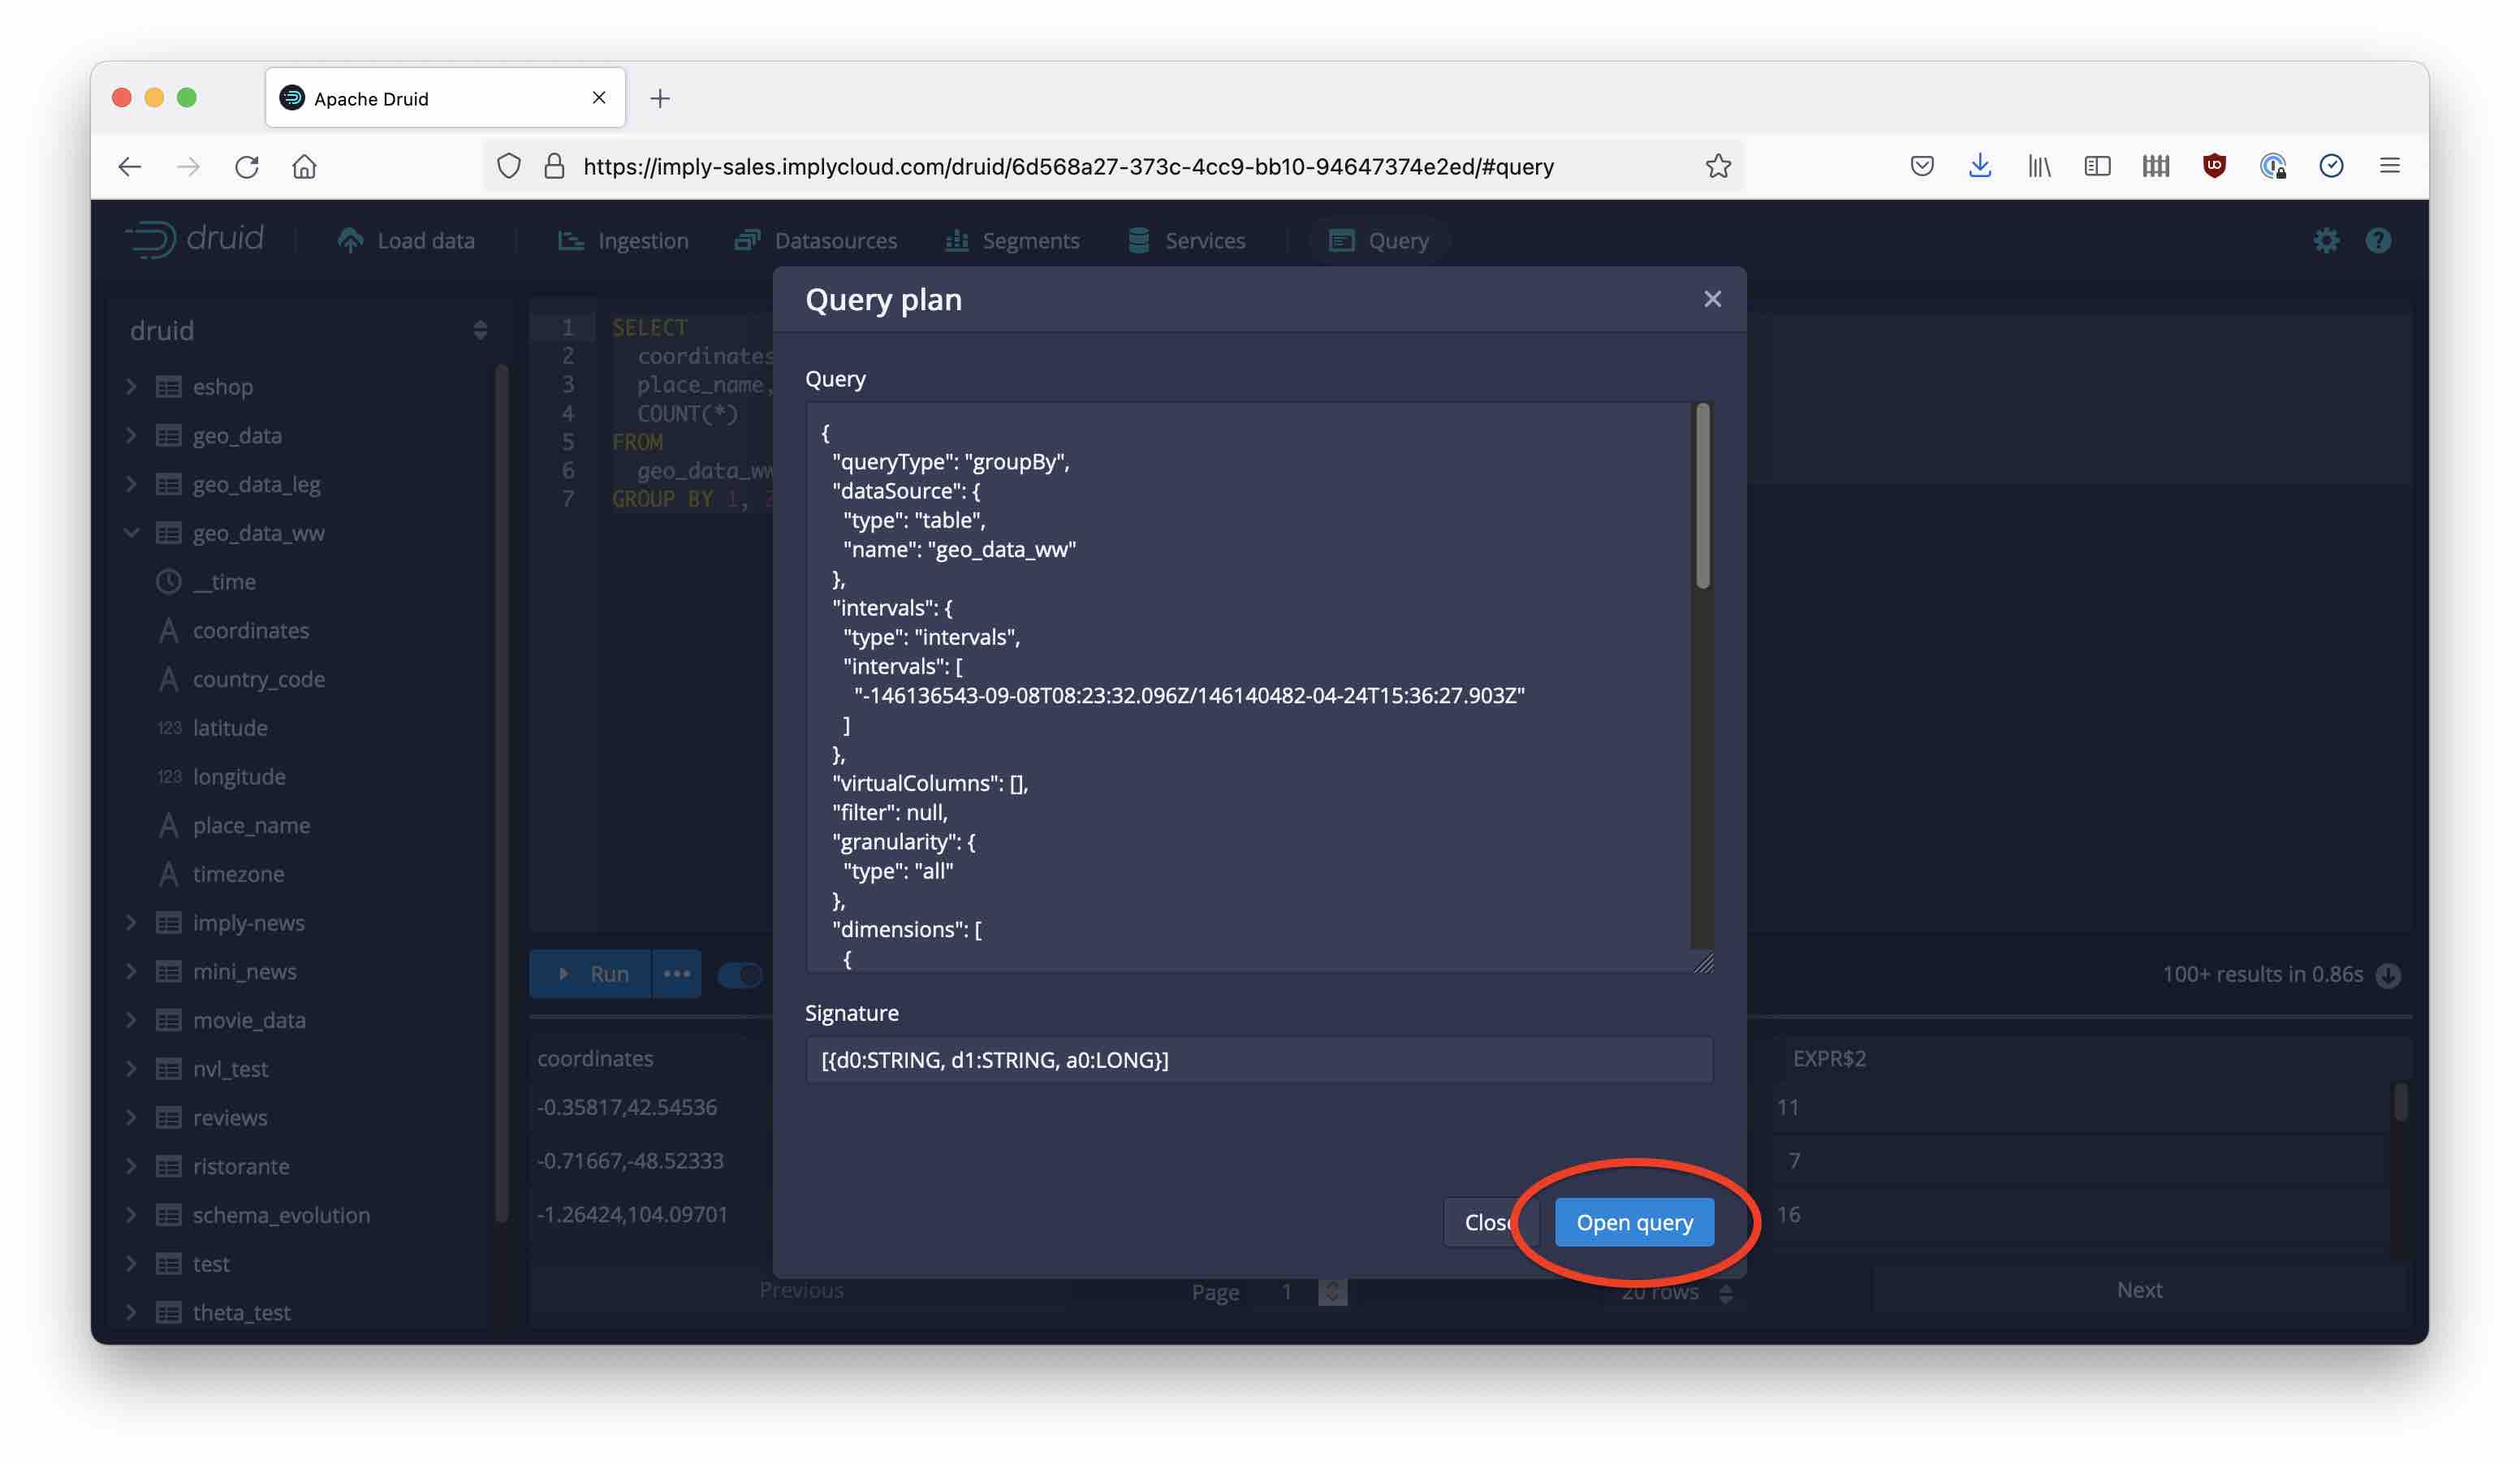 Apache Druid
https://imply-sales.implycloud.com/druid/6d568a27-373c-4cc9-bb10-94647374e2ed/#query
druid
Load data
Ingestion
Datasources
Segments
Services
Query
druid
eshop
geo_data
geo_data_leg
geo_data_ww
__time
coordinates
country_code
123 latitude
123 longitude
place_name
timezone
imply-news
mini_news
movie_data
nvl_test
reviews
ristorante
schema_evolution
test
theta_test
1 SELECT
2 coordinates
3 place_name,
4 COUNT(*)
5 FROM
6 geo_data_ww
7 GROUP BY 1,
Query plan
Query
{
"queryType": "groupBy",
"dataSource": {
"type": "table",
"name": "geo_data_ww"
},
"intervals": {
"type": "intervals",
"intervals": [
"-146136543-09-08T08:23:32.096Z/146140482-04-24T15:36:27.903Z"
]
},
"virtualColumns": [],
"filter": null,
"granularity": {
"type": "all"
},
"dimensions": [
{
Signature
[{d0:STRING, d1:STRING, a0:LONG}]
Close
Open query
Run
100+ results in 0.86s
coordinates
EXPR$2
-0.35817,42.54536
11
-0.71667,-48.52333
7
-1.26424,104.09701
16
Previous
Page 1
20 rows
Next